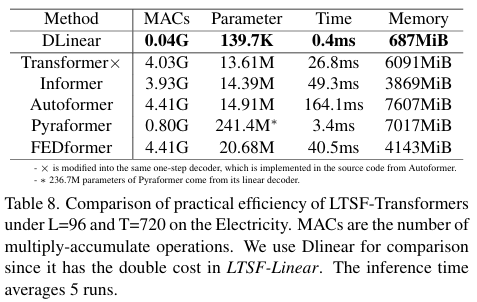 Method MACs Parameter Time Memory
DLinear 0.04G 139.7K 0.4ms 687MiB
Transformer× 4.03G 13.61M 26.8ms 6091MiB
Informer 3.93G 14.39M 49.3ms 3869MiB
Autoformer 4.41G 14.91M 164.1ms 7607MiB
Pyraformer 0.80G 241.4M* 3.4ms 7017MiB
FEDformer 4.41G 20.68M 40.5ms 4143MiB
- × is modified into the same one-step decoder, which is implemented in the source code from Autoformer.
- * 236.7M parameters of Pyraformer come from its linear decoder.
Table 8. Comparison of practical efficiency of LTSF-Transformers
under L=96 and T=720 on the Electricity. MACs are the number of
multiply-accumulate operations. We use Dlinear for comparison
since it has the double cost in LTSF-Linear. The inference time
averages 5 runs.